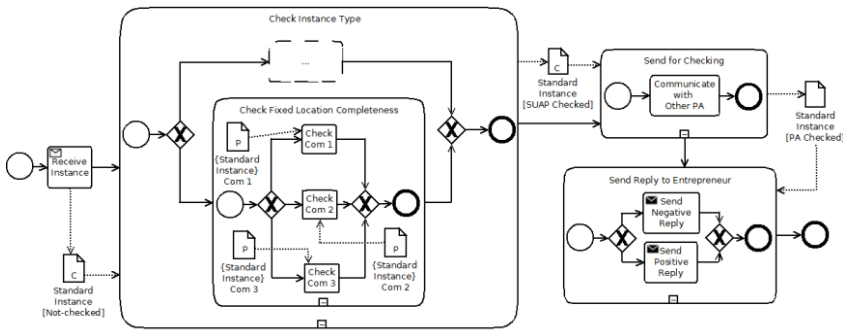 Check Instance Type
...
Check Fixed Location Completeness
P
{Standard
Instance}
Com 1
Check
Com 1
Check
Com 2
Check
Com 3
P
{Standard
Instance}
Com 3
P
{Standard
Instance}
Com 2
Receive
Instance
C
Standard
Instance
[Not-checked]
C
Standard
Instance
[SUAP Checked]
Send for Checking
Communicate
with
Other PA
Standard
Instance
[PA Checked]
Send Reply to Entrepreneur
Send
Negative
Reply
Send
Positive
Reply